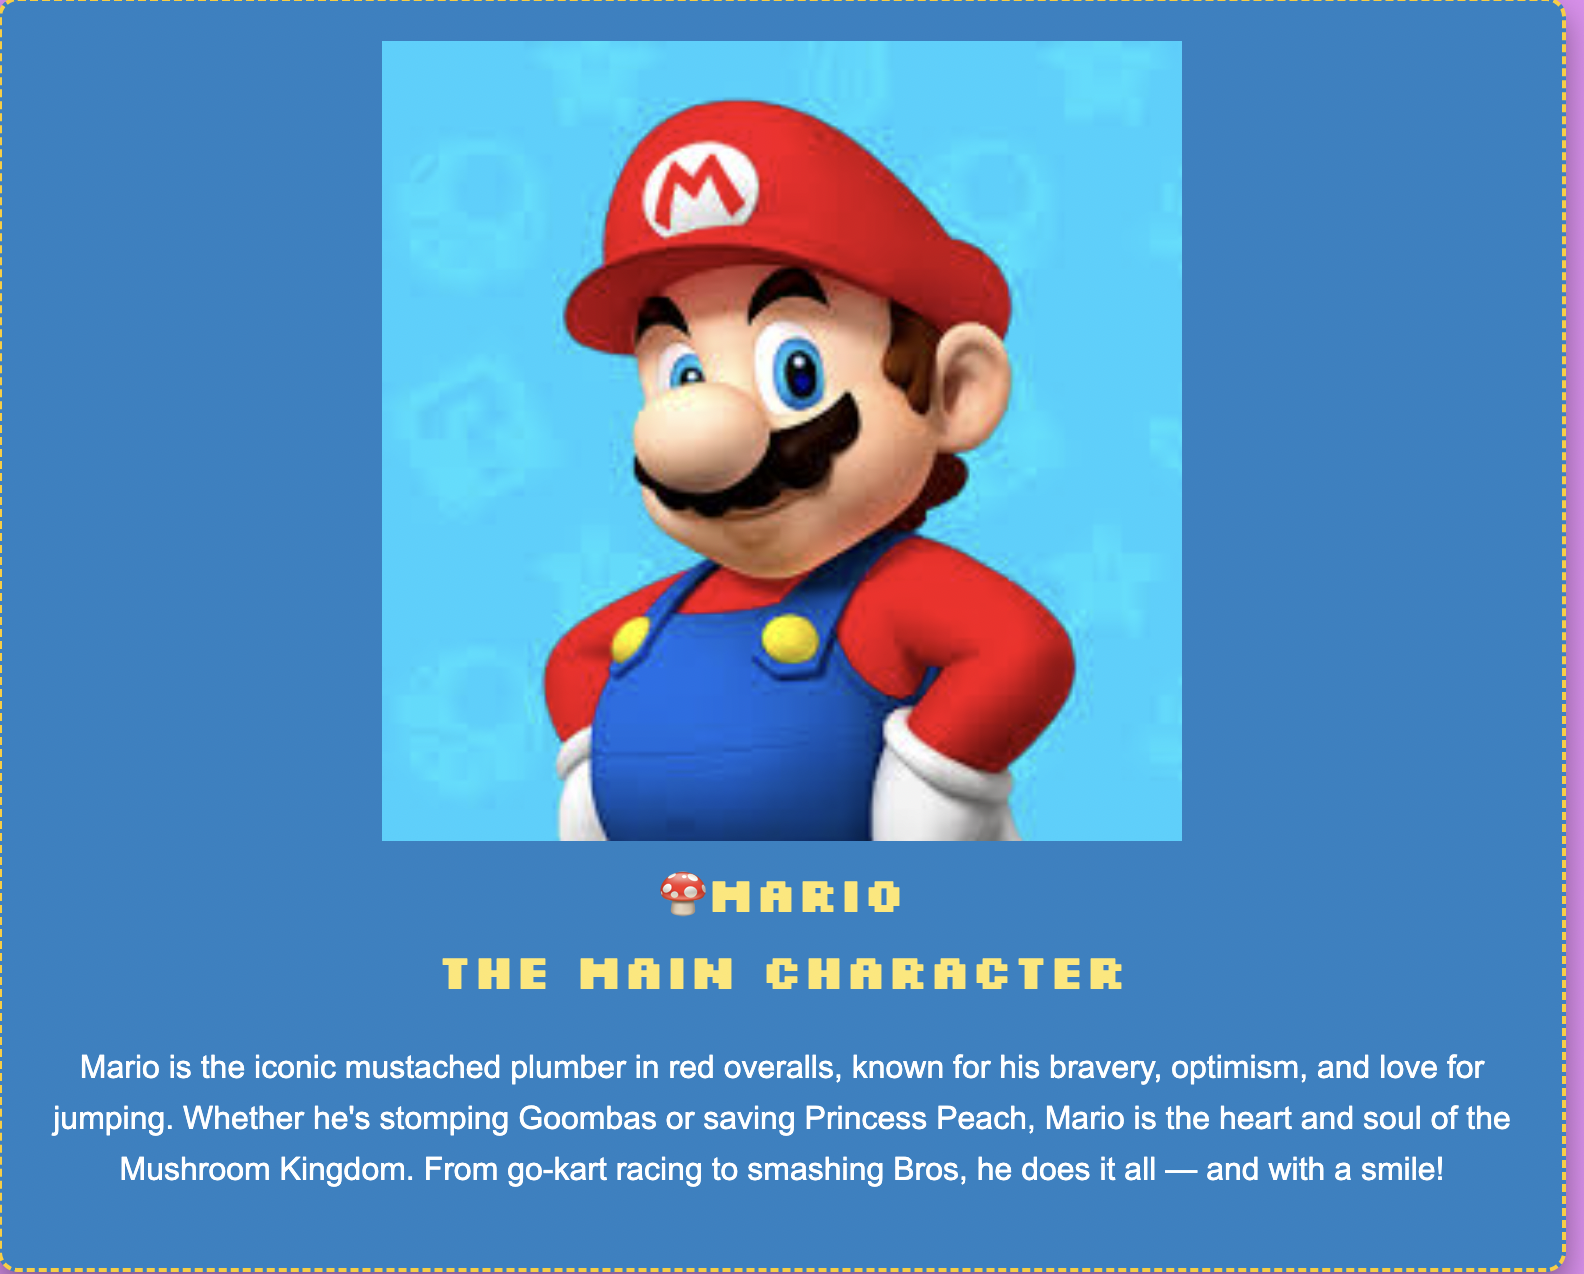 M
🍄MARIO
THE MAIN CHARACTER
Mario is the iconic mustached plumber in red overalls, known for his bravery, optimism, and love for
jumping. Whether he's stomping Goombas or saving Princess Peach, Mario is the heart and soul of the
Mushroom Kingdom. From go-kart racing to smashing Bros, he does it all — and with a smile!